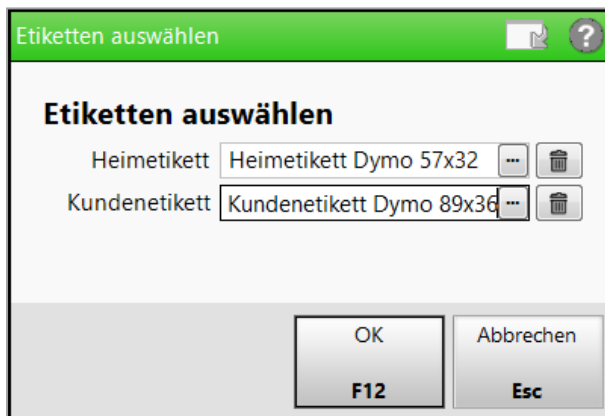 Etiketten auswählen
?
Etiketten auswählen
Heimetikett Heimetikett Dymo 57x32 ...
Kundenetikett Kundenetikett Dymo 89x36 ...
OK Abbrechen
F12 Esc